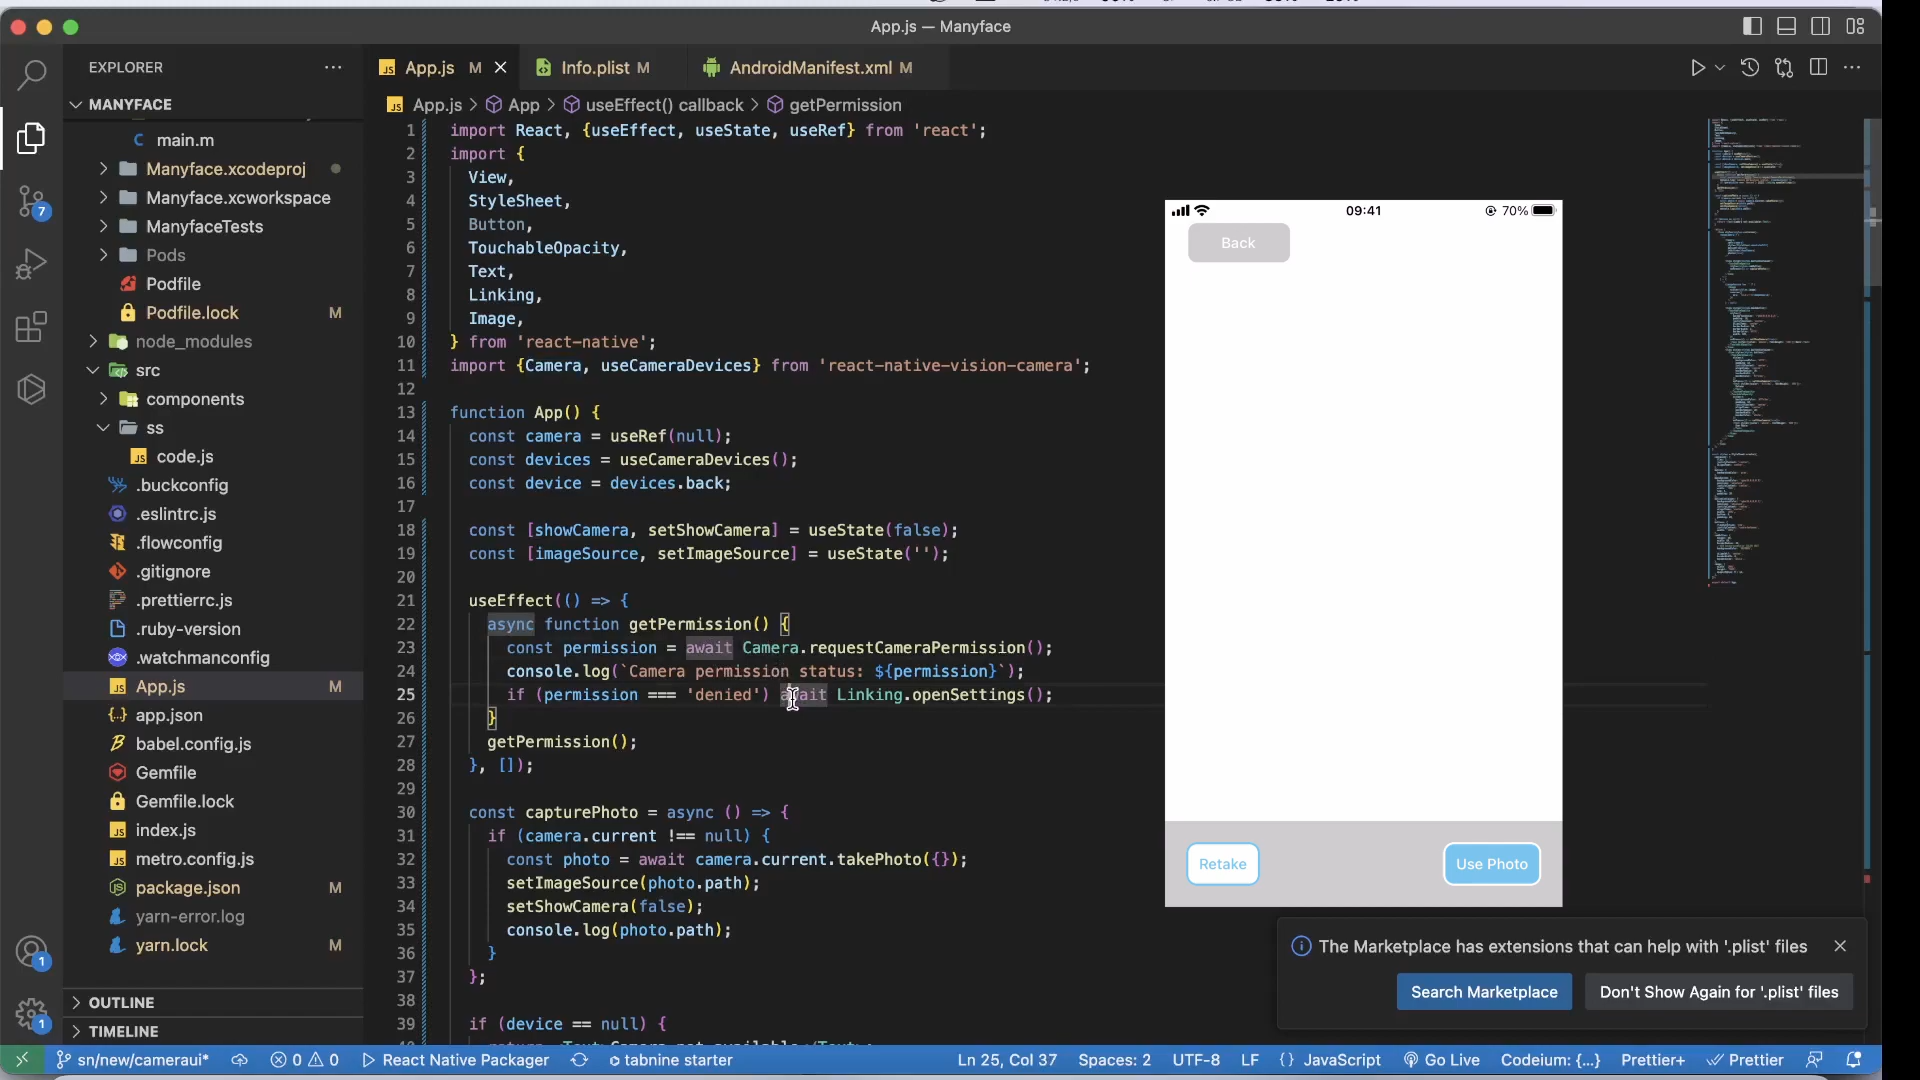 App.js — Manyface
EXPLORER
MANYFACE
main.m
Manyface.xcodeproj
Manyface.xcworkspace
ManyfaceTests
Pods
Podfile
Podfile.lock M
node_modules
src
components
ss
code.js
.buckconfig
.eslintrc.js
.flowconfig
.gitignore
.prettierrc.js
.ruby-version
.watchmanconfig
App.js M
app.json
babel.config.js
Gemfile
Gemfile.lock
index.js
metro.config.js
package.json M
yarn-error.log
yarn.lock M
OUTLINE
TIMELINE
7
1
1
App.js M
Info.plist M
AndroidManifest.xml M
App.js > App > useEffect() callback > getPermission
1 import React, {useEffect, useState, useRef} from 'react';
2 import {
3 View,
4 StyleSheet,
5 Button,
6 TouchableOpacity,
7 Text,
8 Linking,
9 Image,
10 } from 'react-native';
11 import {Camera, useCameraDevices} from 'react-native-vision-camera';
12
13 function App() {
14 const camera = useRef(null);
15 const devices = useCameraDevices();
16 const device = devices.back;
17
18 const [showCamera, setShowCamera] = useState(false);
19 const [imageSource, setImageSource] = useState('');
20
21 useEffect(() => {
22 async function getPermission() {
23 const permission = await Camera.requestCameraPermission();
24 console.log(`Camera permission status: ${permission}`);
25 if (permission === 'denied') await Linking.openSettings();
26 }
27 getPermission();
28 }, []);
29
30 const capturePhoto = async () => {
31 if (camera.current !== null) {
32 const photo = await camera.current.takePhoto({});
33 setImageSource(photo.path);
34 setShowCamera(false);
35 console.log(photo.path);
36 }
37 };
38
39 if (device == null) {
09:41 70%
Back
Retake
Use Photo
The Marketplace has extensions that can help with '.plist' files
Search Marketplace
Don't Show Again for '.plist' files
sn/new/cameraui* 0 0 React Native Packager tabnine starter Ln 25, Col 37 Spaces: 2 UTF-8 LF {} JavaScript Go Live Codeium: {...} Prettier+ Prettier